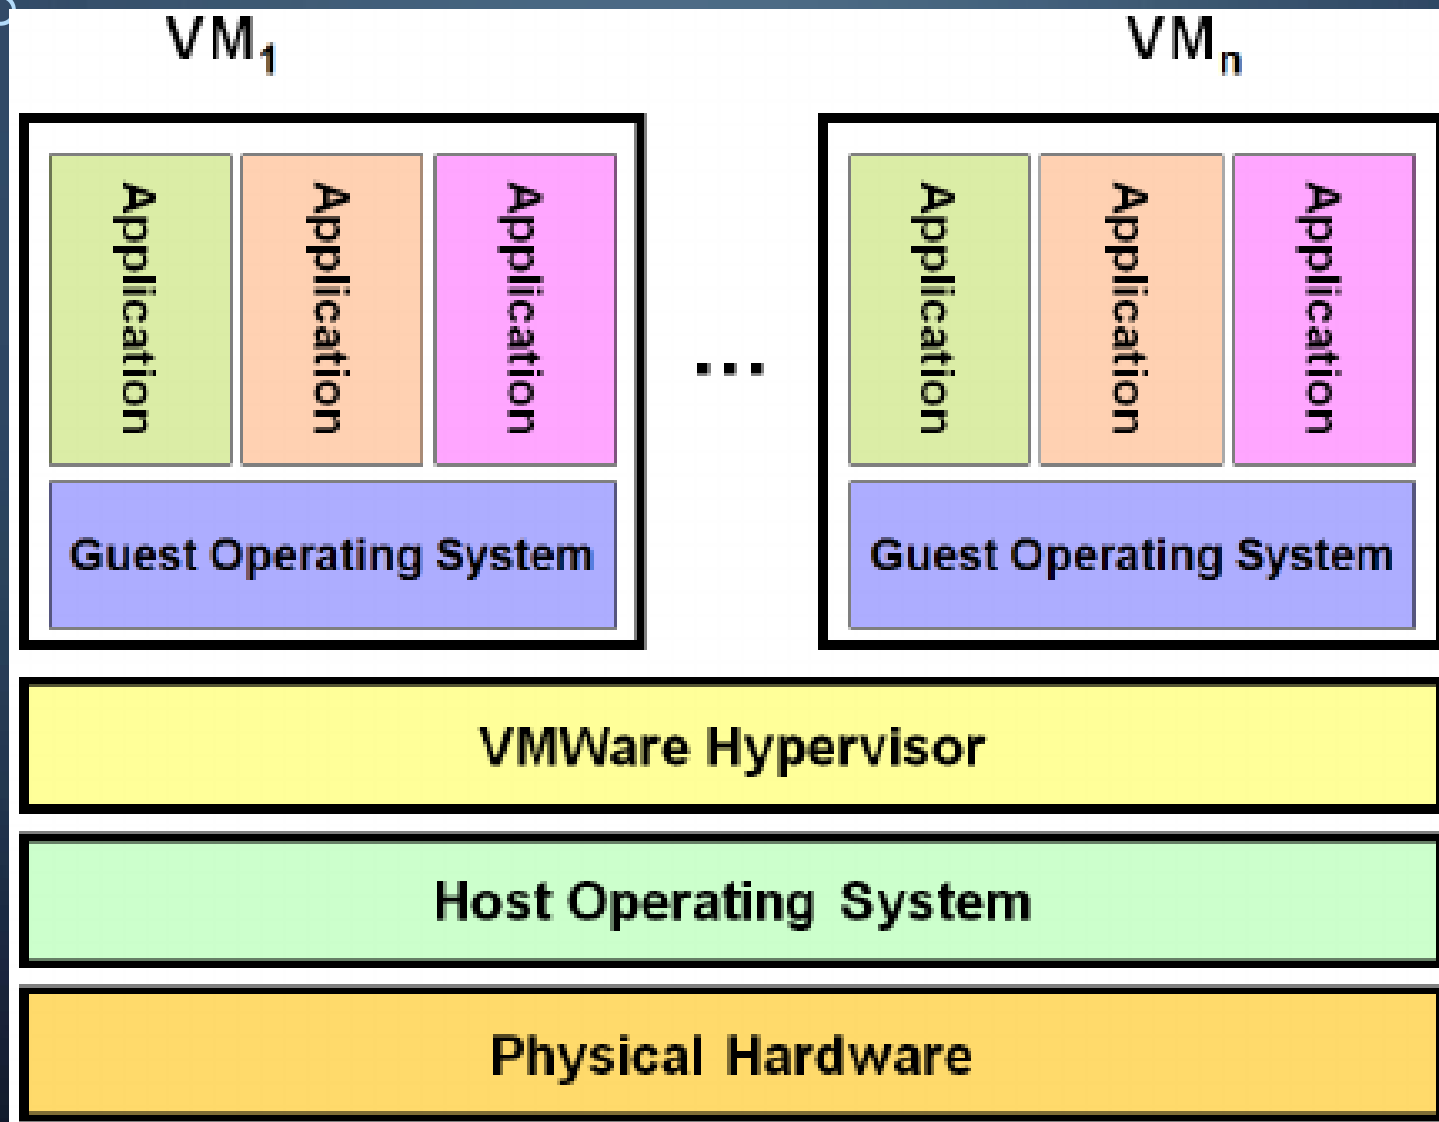 VM1
VMn
Application
Application
Application
...
Application
Application
Application
Guest Operating System
Guest Operating System
VMWare Hypervisor
Host Operating System
Physical Hardware